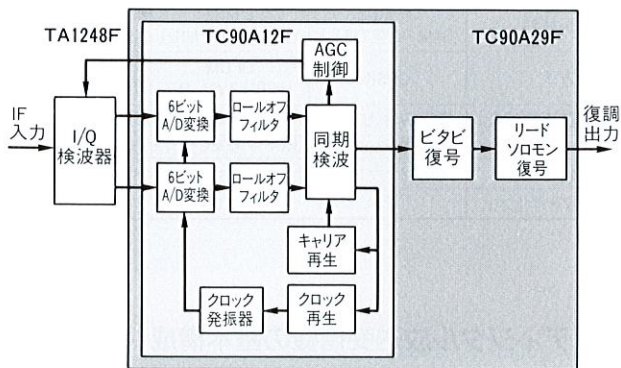 TA1248F
TC90A12F
TC90A29F
AGC
制御
IF
入力
I/Q
検波器
6ビット
A/D変換
ロールオフ
フィルタ
6ビット
A/D変換
ロールオフ
フィルタ
同期
検波
ビタビ
復号
リード
ソロモン
復号
復調
出力
キャリア
再生
クロック
発振器
クロック
再生